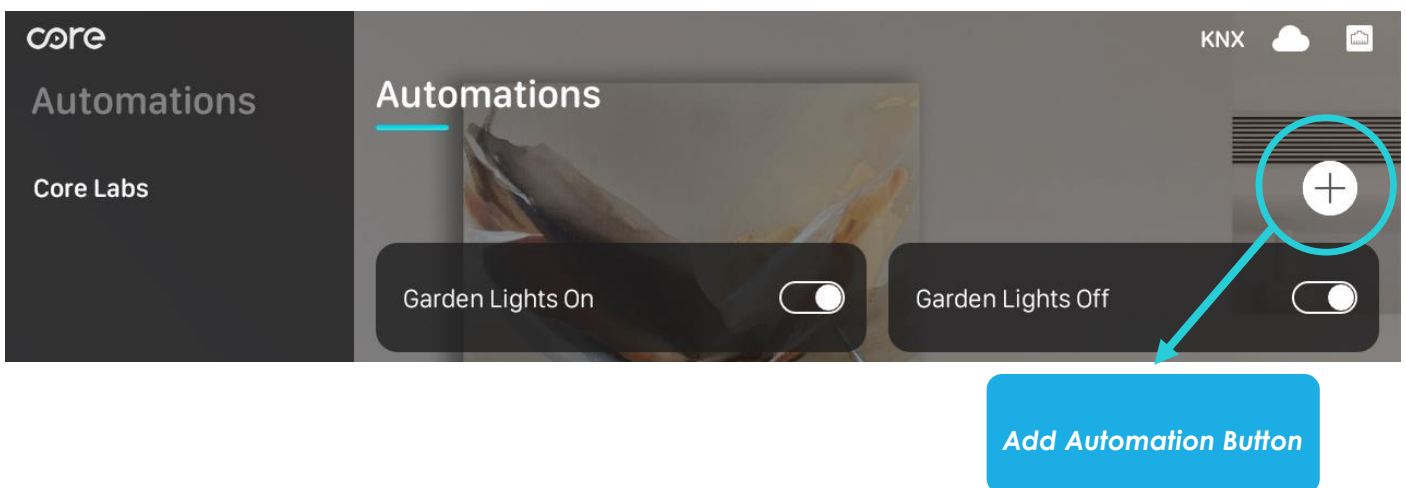 core
KNX
Automations
Automations
Core Labs
Garden Lights On
Garden Lights Off
Add Automation Button